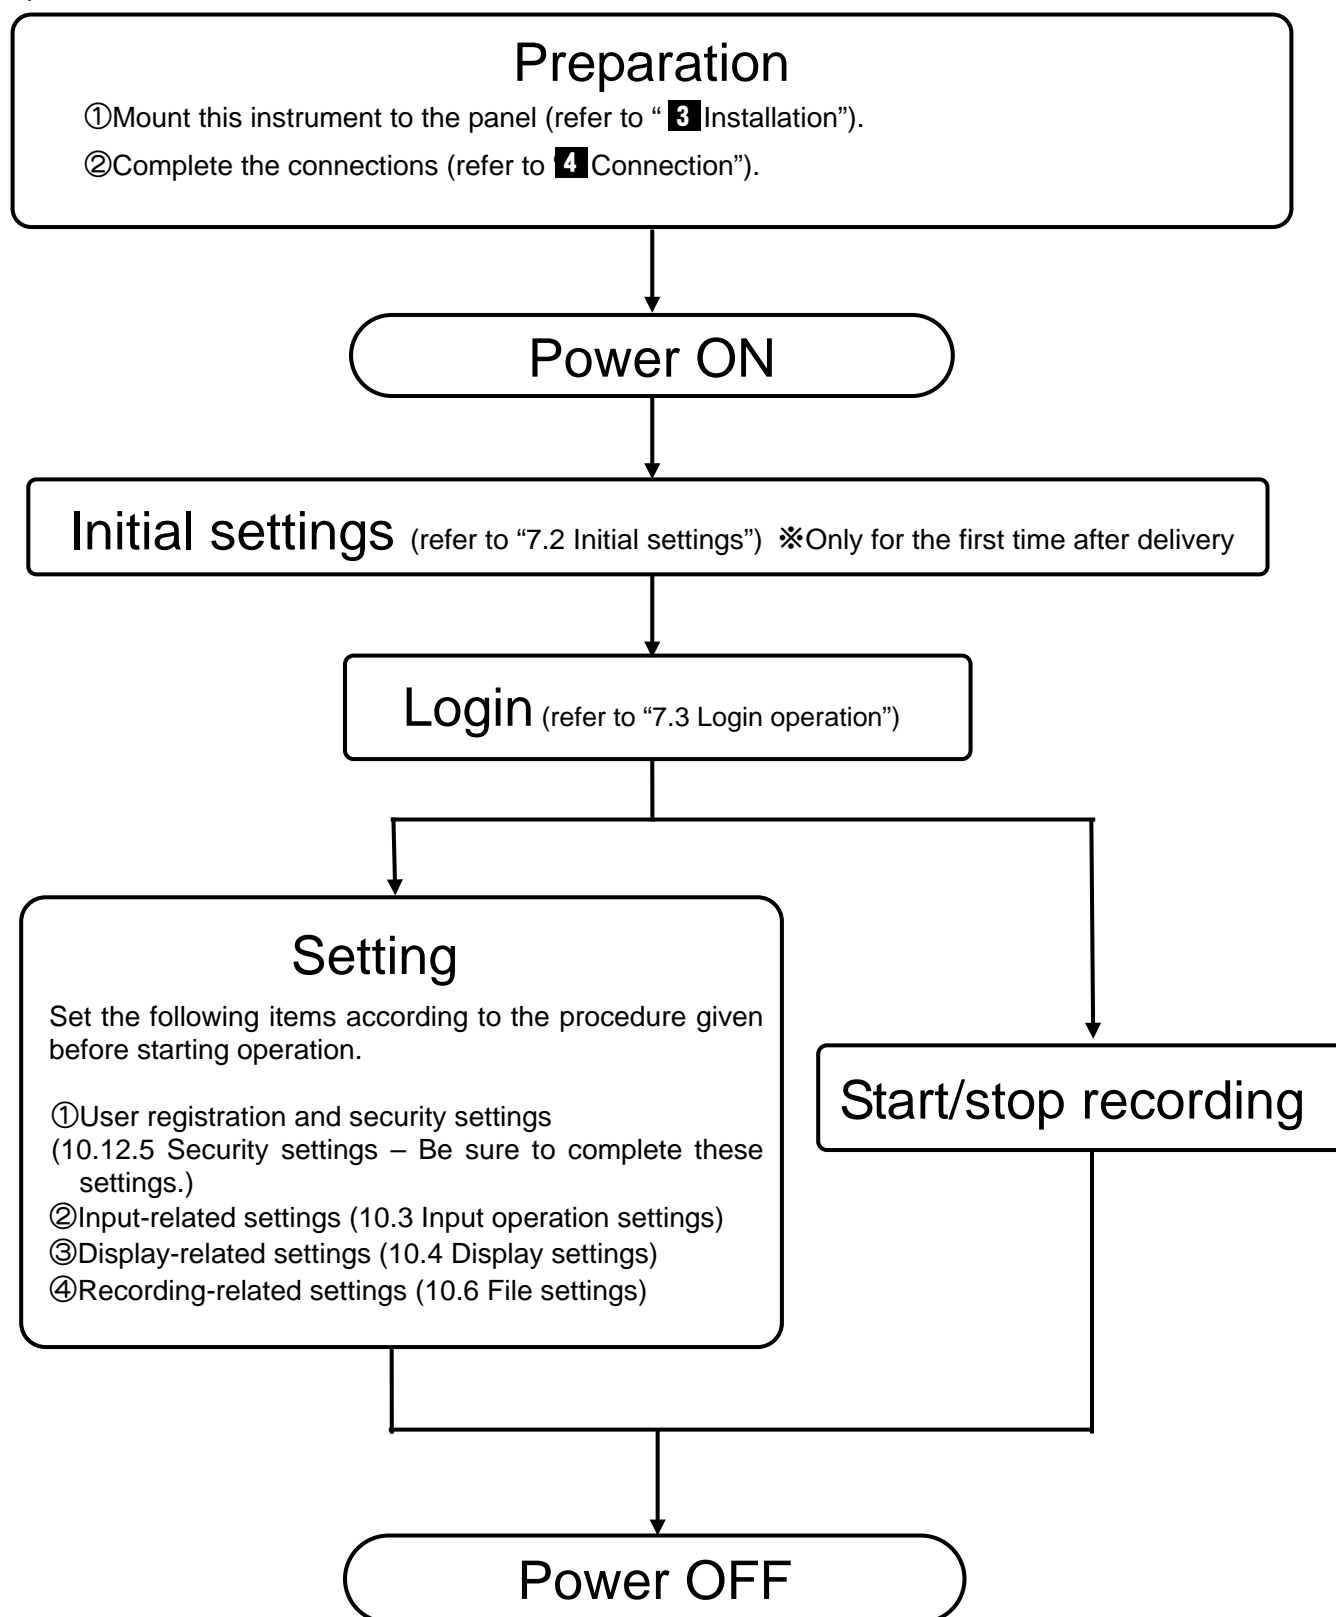 Preparation
①Mount this instrument to the panel (refer to “ 3 Installation”).
②Complete the connections (refer to “4 Connection”).
Power ON
Initial settings (refer to “7.2 Initial settings”) ※Only for the first time after delivery
Login (refer to “7.3 Login operation”)
Setting
Set the following items according to the procedure given
before starting operation.
①User registration and security settings
(10.12.5 Security settings – Be sure to complete these
settings.)
②Input-related settings (10.3 Input operation settings)
③Display-related settings (10.4 Display settings)
④Recording-related settings (10.6 File settings)
Start/stop recording
Power OFF